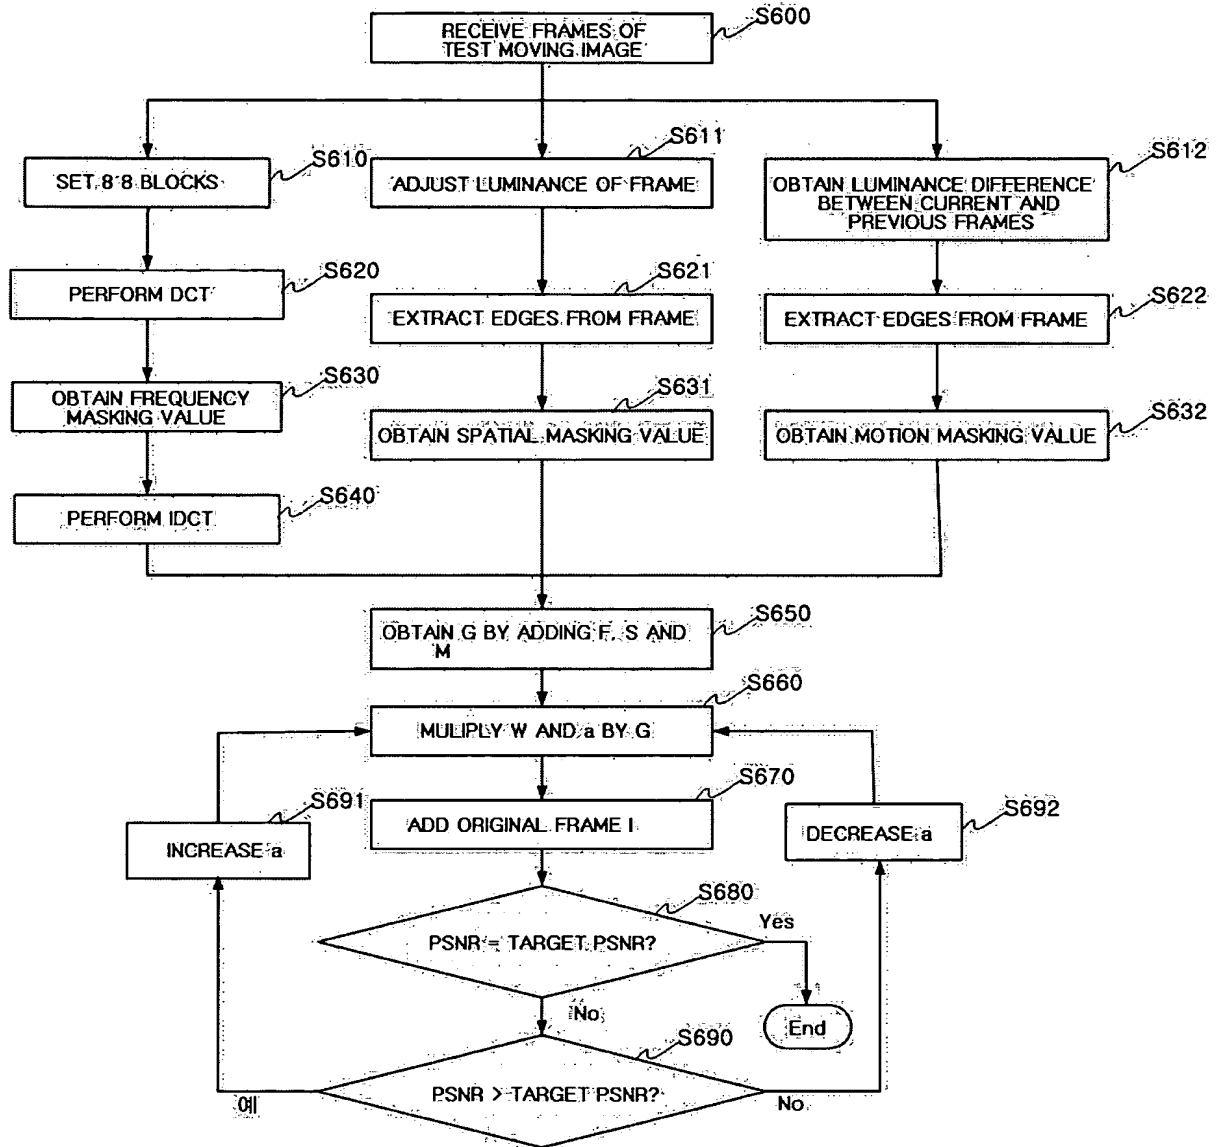 RECEIVE FRAMES OF
TEST MOVING IMAGE
S600
SET 8*8 BLOCKS
S610
ADJUST LUMINANCE OF FRAME
S611
OBTAIN LUMINANCE DIFFERENCE
BETWEEN CURRENT AND
PREVIOUS FRAMES
S612
PERFORM DCT
S620
EXTRACT EDGES FROM FRAME
S621
EXTRACT EDGES FROM FRAME
S622
OBTAIN FREQUENCY
MASKING VALUE
S630
OBTAIN SPATIAL MASKING VALUE
S631
OBTAIN MOTION MASKING VALUE
S632
PERFORM IDCT
S640
OBTAIN G BY ADDING F, S AND
M
S650
MULIPLY W AND a BY G
S660
ADD ORIGINAL FRAME I
S670
INCREASE a
S691
DECREASE a
S692
PSNR = TARGET PSNR?
S680
Yes
No
End
PSNR > TARGET PSNR?
S690
예
No